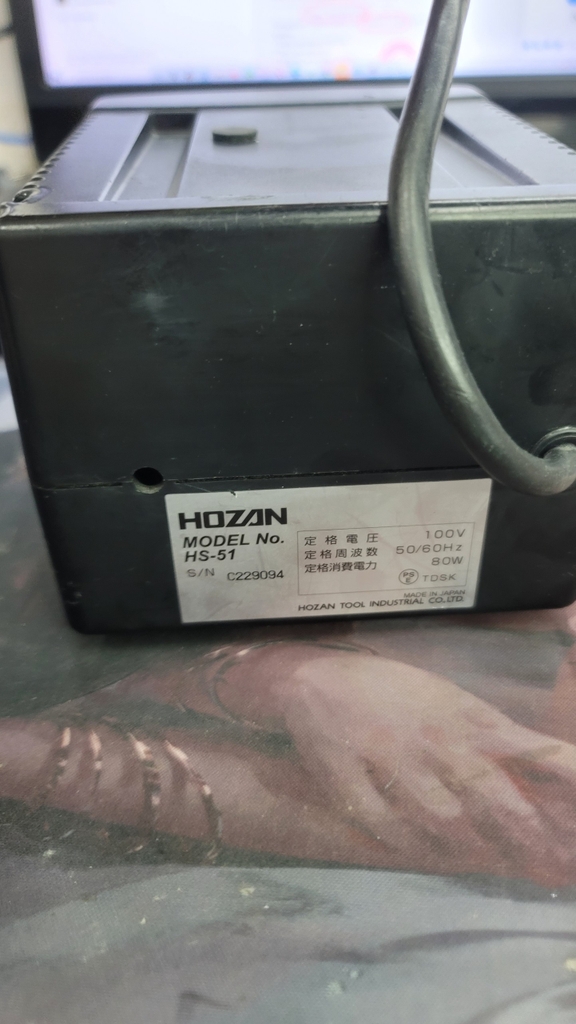 HOZAN
MODEL No.
HS-51
S/N C229094
定格電圧 100V
定格周波数 50/60Hz
定格消費電力 80W
PS E TDSK
MADE IN JAPAN
HOZAN TOOL INDUSTRIAL CO.,LTD.